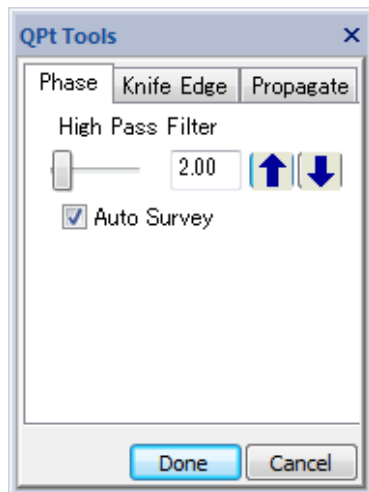 QPt Tools
Phase Knife Edge Propagate
High Pass Filter
2.00
Auto Survey
Done Cancel